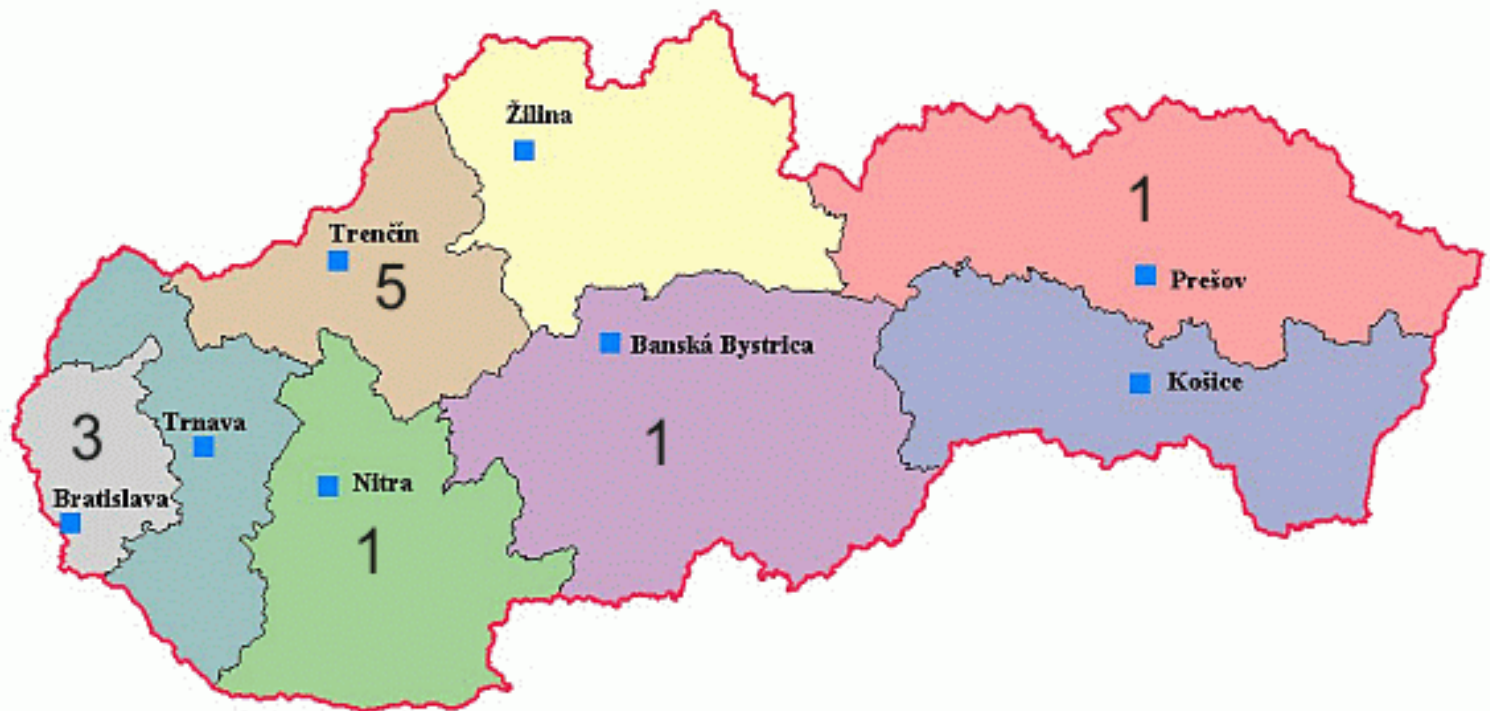 Žilina
1
Trenčín
5
Prešov
Banská Bystrica
Košice
3
Trnava
1
Nitra
Bratislava
1